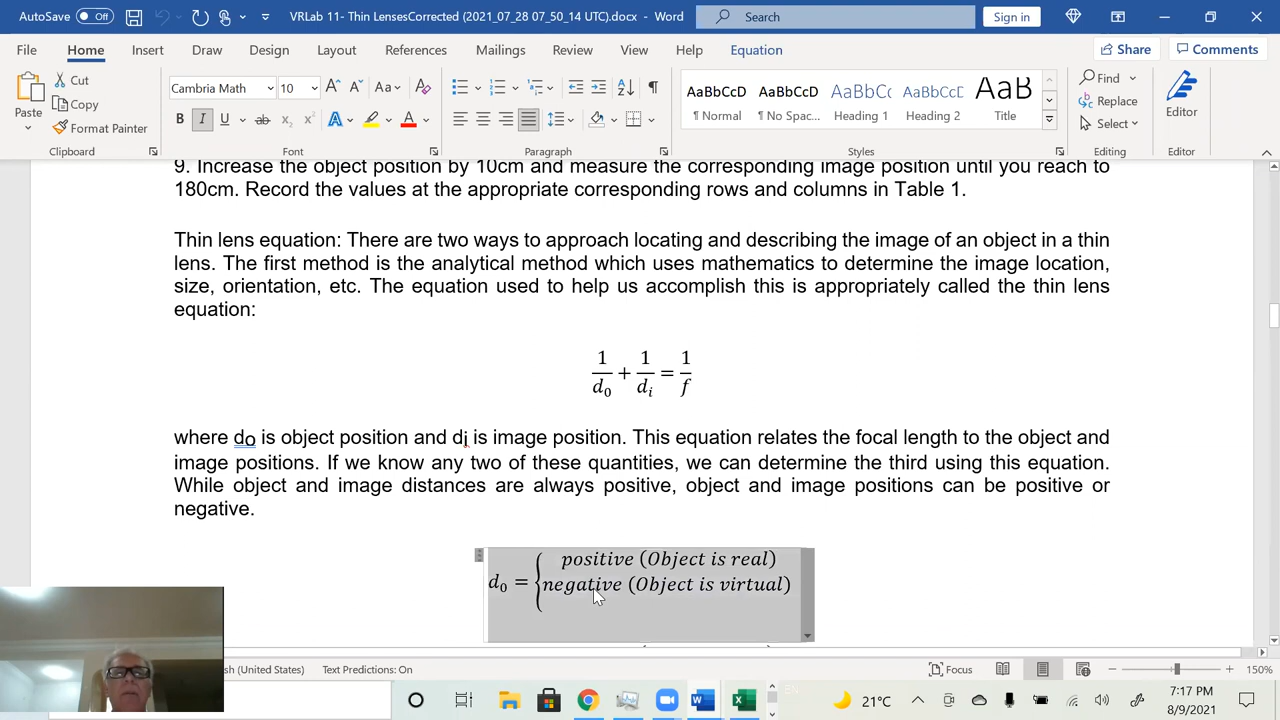 AutoSave Off
VRLab 11- Thin LensesCorrected (2021_07_28 07_50_14 UTC).docx - Word
Search
Sign in
File Home Insert Draw Design Layout References Mailings Review View Help Equation
Share Comments
Paste
Cut
Copy
Format Painter
Clipboard
Cambria Math 10
Font
Paragraph
AaBbCcD AaBbCcD AaBbCc AaBbCcD AaB
¶ Normal ¶ No Spac... Heading 1 Heading 2 Title
Styles
Find
Replace
Select
Editing
Editor
Editor
9. Increase the object position by 10cm and measure the corresponding image position until you reach to
180cm. Record the values at the appropriate corresponding rows and columns in Table 1.
Thin lens equation: There are two ways to approach locating and describing the image of an object in a thin
lens. The first method is the analytical method which uses mathematics to determine the image location,
size, orientation, etc. The equation used to help us accomplish this is appropriately called the thin lens
equation:
1/d₀ + 1/dᵢ = 1/f
where do is object position and di is image position. This equation relates the focal length to the object and
image positions. If we know any two of these quantities, we can determine the third using this equation.
While object and image distances are always positive, object and image positions can be positive or
negative.
d₀ = { positive (Object is real)
negative (Object is virtual)
(United States) Text Predictions: On Focus 150%
21°C
7:17 PM
8/9/2021